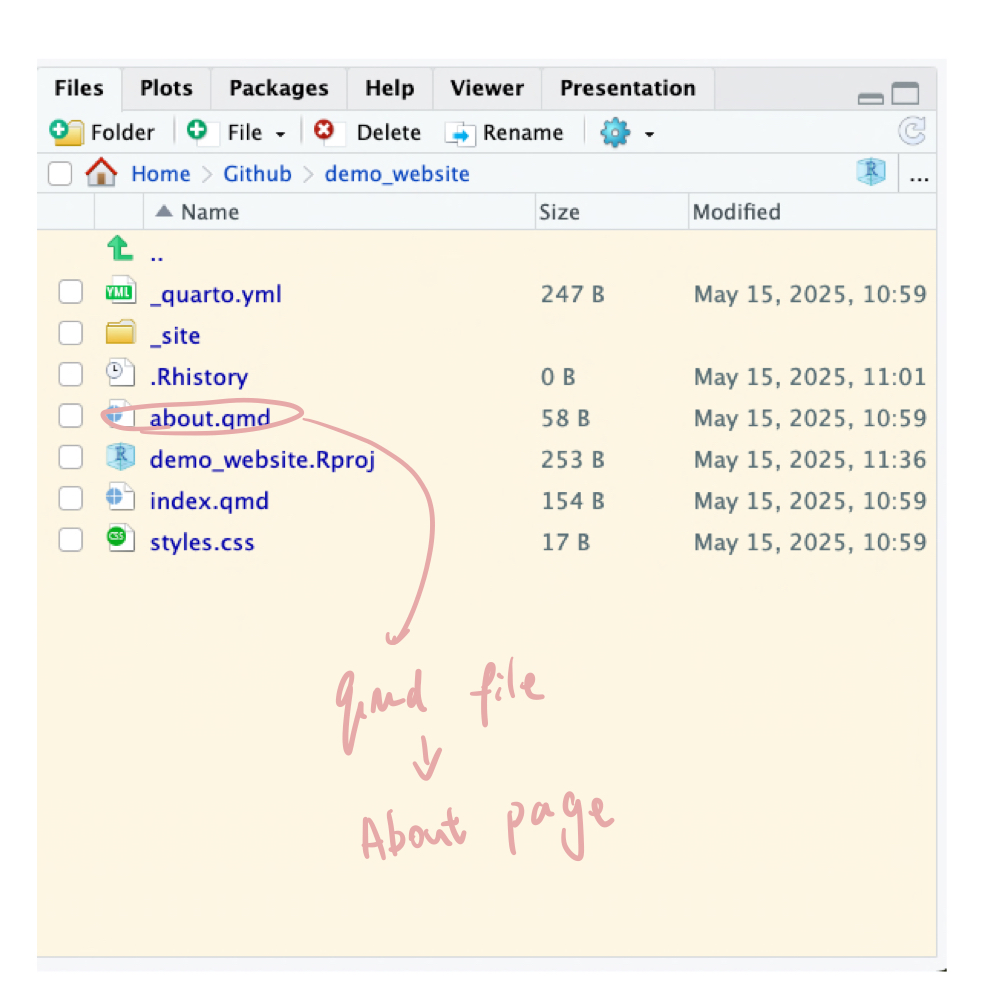 Files Plots Packages Help Viewer Presentation
Folder File Delete Rename
Home > Github > demo_website R ...
Name Size Modified
..
YML _quarto.yml 247 B May 15, 2025, 10:59
_site
.Rhistory 0 B May 15, 2025, 11:01
about.qmd 58 B May 15, 2025, 10:59
R demo_website.Rproj 253 B May 15, 2025, 11:36
index.qmd 154 B May 15, 2025, 10:59
CSS styles.css 17 B May 15, 2025, 10:59
qmd file
About page